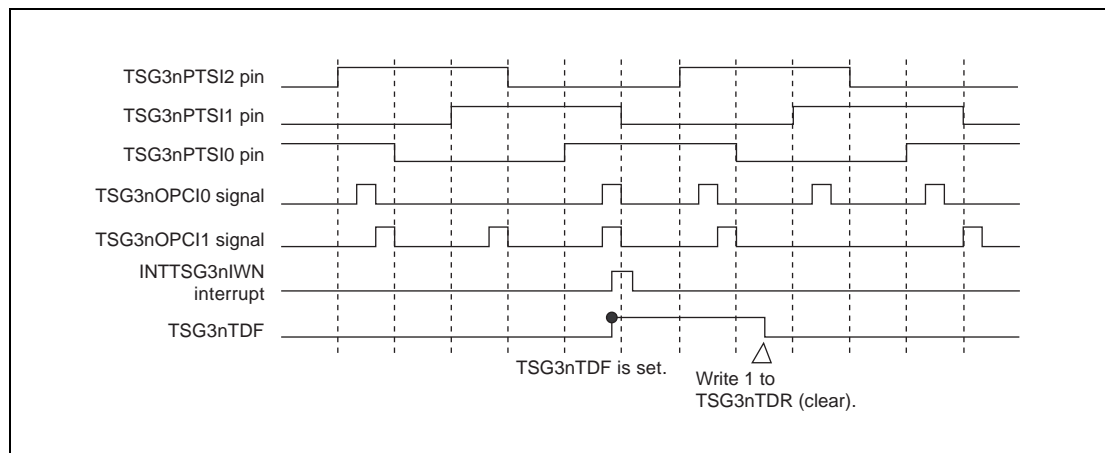 TSG3nPTSI2 pin
TSG3nPTSI1 pin
TSG3nPTSI0 pin
TSG3nOPCI0 signal
TSG3nOPCI1 signal
INTTSG3nIWN
interrupt
TSG3nTDF
TSG3nTDF is set.
Write 1 to
TSG3nTDR (clear).